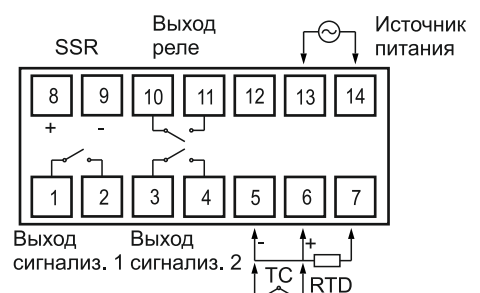 SSR
Выход
реле
Источник
питания
8 9 10 11 12 13 14
+ -
1 2 3 4 5 6 7
Выход
сигнализ. 1
Выход
сигнализ. 2
- +
TC
RTD